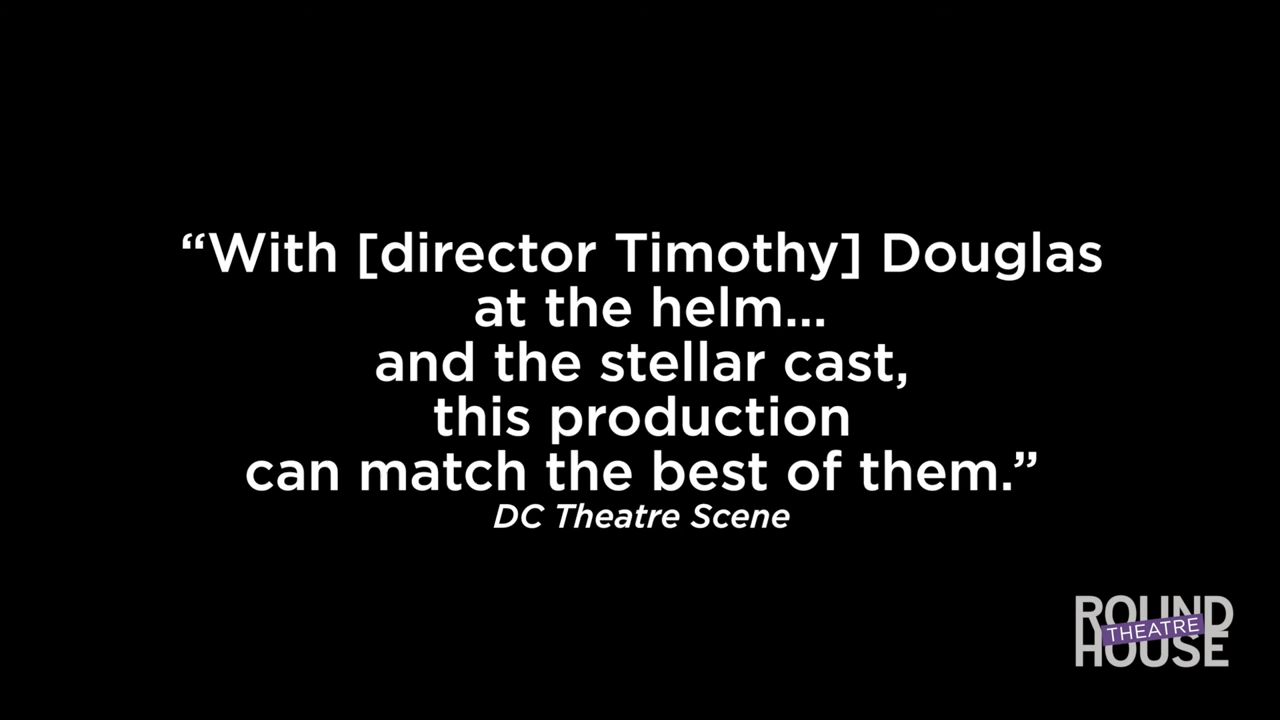 “With [director Timothy] Douglas
at the helm...
and the stellar cast,
this production
can match the best of them.”
DC Theatre Scene
ROUND
THEATRE
HOUSE